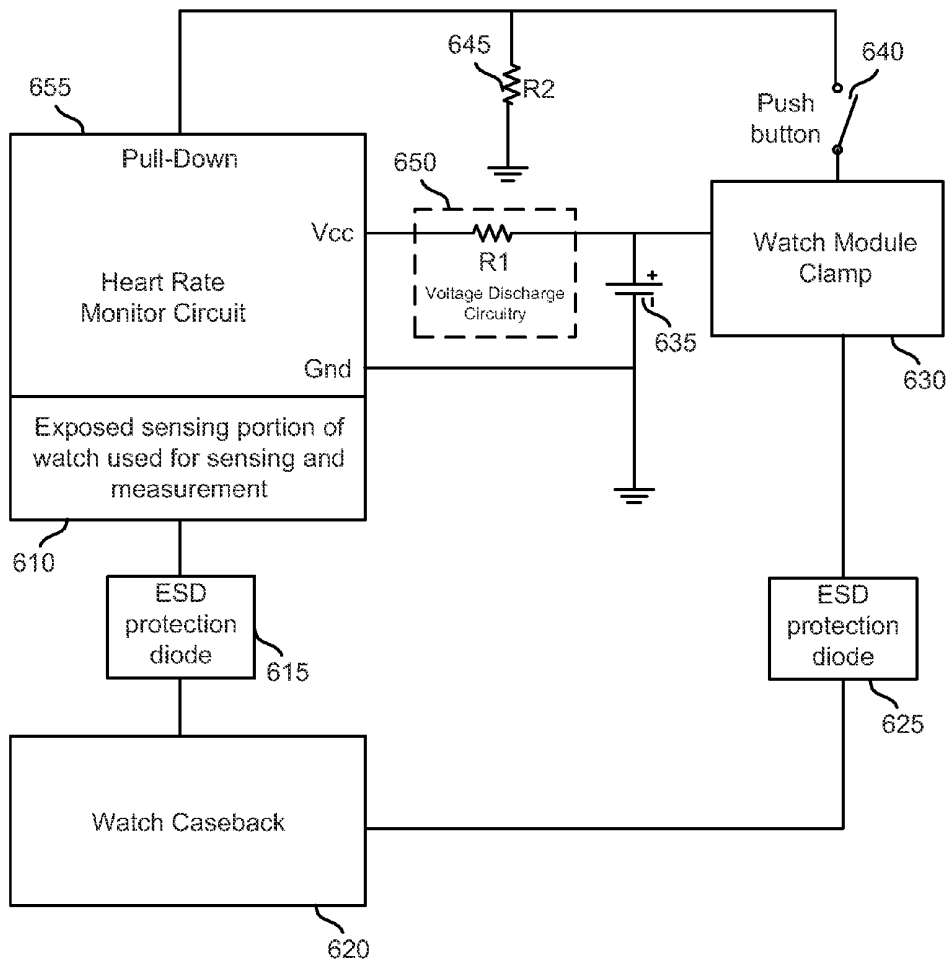 645
R2
640
Push
button
655
Pull-Down
650
Vcc
R1
Voltage Discharge
Circuitry
+
635
Watch Module
Clamp
630
Heart Rate
Monitor Circuit
Gnd
Exposed sensing portion of
watch used for sensing and
measurement
610
ESD
protection
diode
615
ESD
protection
diode
625
Watch Caseback
620